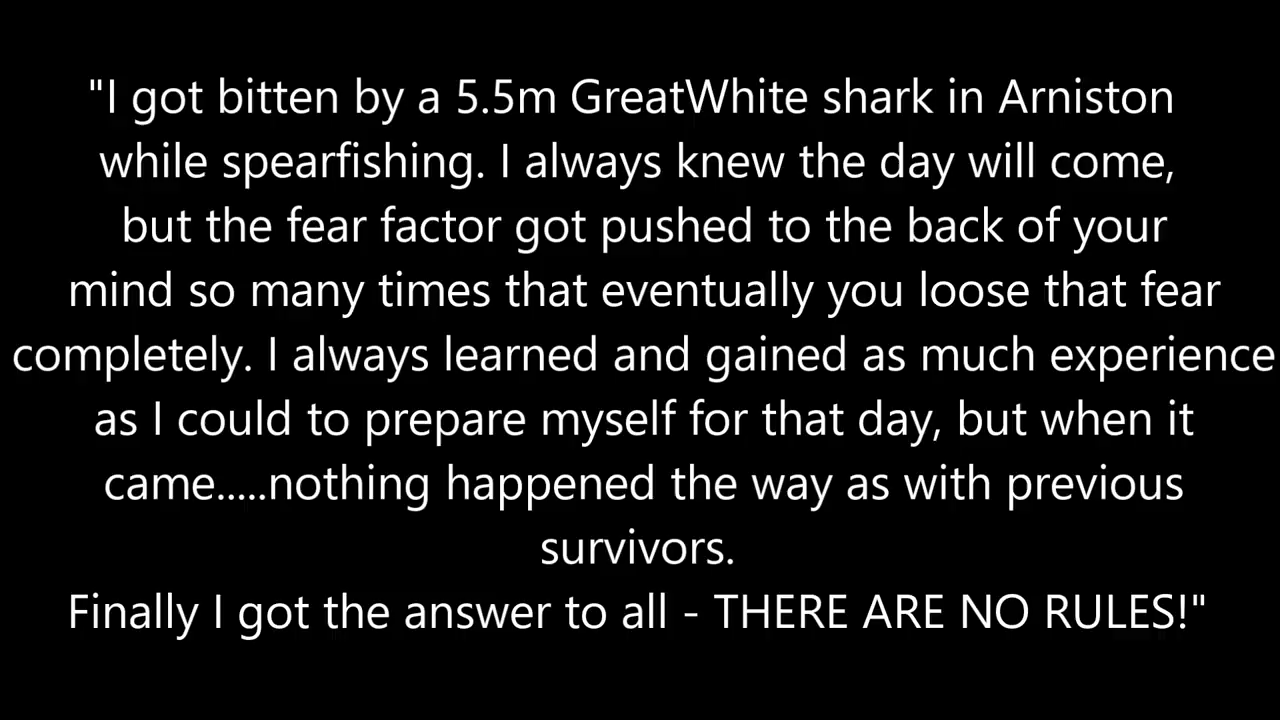 "I got bitten by a 5.5m GreatWhite shark in Arniston
while spearfishing. I always knew the day will come,
but the fear factor got pushed to the back of your
mind so many times that eventually you loose that fear
completely. I always learned and gained as much experience
as I could to prepare myself for that day, but when it
came.....nothing happened the way as with previous
survivors.
Finally I got the answer to all - THERE ARE NO RULES!"